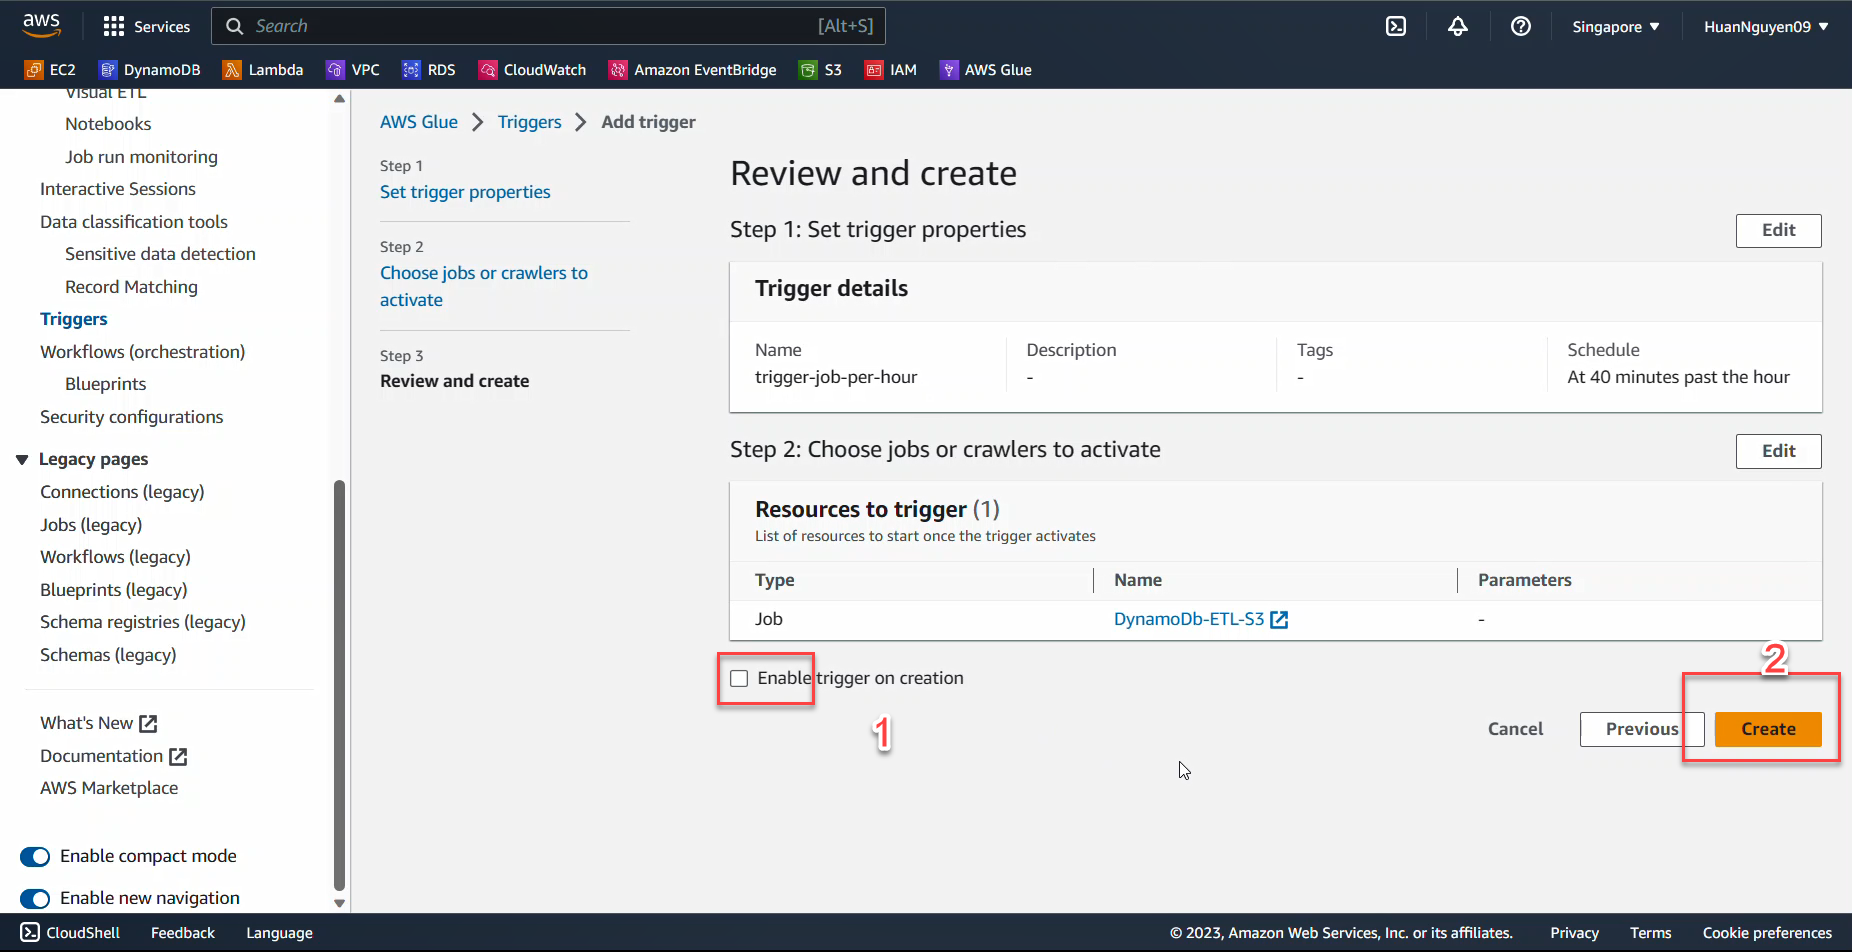 aws
Services
Search
[Alt+S]
Singapore
HuanNguyen09
EC2
DynamoDB
Lambda
VPC
RDS
CloudWatch
Amazon EventBridge
S3
IAM
AWS Glue
Visual ETL
Notebooks
Job run monitoring
Interactive Sessions
Data classification tools
Sensitive data detection
Record Matching
Triggers
Workflows (orchestration)
Blueprints
Security configurations
Legacy pages
Connections (legacy)
Jobs (legacy)
Workflows (legacy)
Blueprints (legacy)
Schema registries (legacy)
Schemas (legacy)
What's New
Documentation
AWS Marketplace
Enable compact mode
Enable new navigation
AWS Glue > Triggers > Add trigger
Step 1
Set trigger properties
Step 2
Choose jobs or crawlers to
activate
Step 3
Review and create
Review and create
Step 1: Set trigger properties
Edit
Trigger details
Name
trigger-job-per-hour
Description
-
Tags
-
Schedule
At 40 minutes past the hour
Step 2: Choose jobs or crawlers to activate
Edit
Resources to trigger (1)
List of resources to start once the trigger activates
Type
Name
Parameters
Job
DynamoDb-ETL-S3
-
Enable trigger on creation
1
2
Cancel
Previous
Create
CloudShell
Feedback
Language
© 2023, Amazon Web Services, Inc. or its affiliates.
Privacy
Terms
Cookie preferences